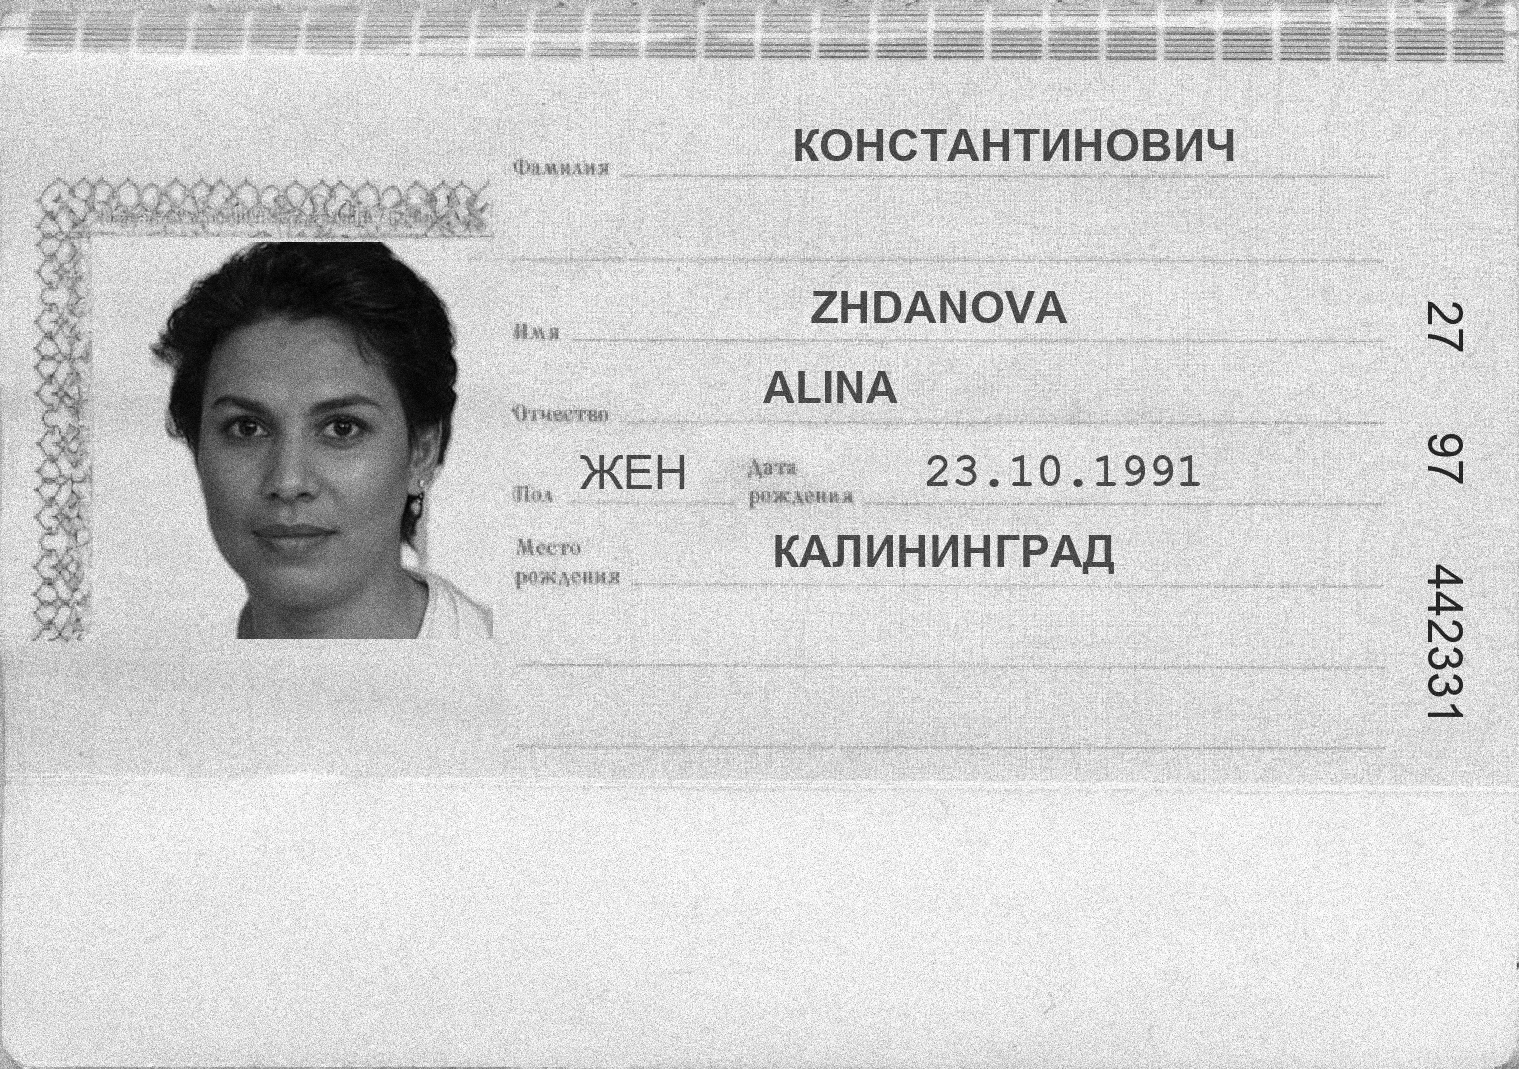 Фамилия КОНСТАНТИНОВИЧ
Имя ZHDANOVA
Отчество ALINA
Пол ЖЕН Дата рождения 23.10.1991
Место рождения КАЛИНИНГРАД
27 97 442331